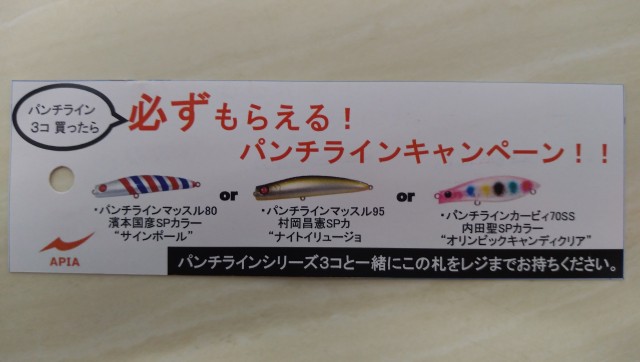 パンチライン
3コ 買ったら
必ずもらえる！
パンチラインキャンペーン！！
or
or
・パンチラインマッスル80
濱本国彦SPカラー
“サインポール”
・パンチラインマッスル95
村岡昌憲SPカ
“ナイトイリュージョ
・パンチラインカービィ70SS
内田聖SPカラー
“オリンピックキャンディクリア”
APIA
パンチラインシリーズ3コと一緒にこの札をレジまでお持ちください。